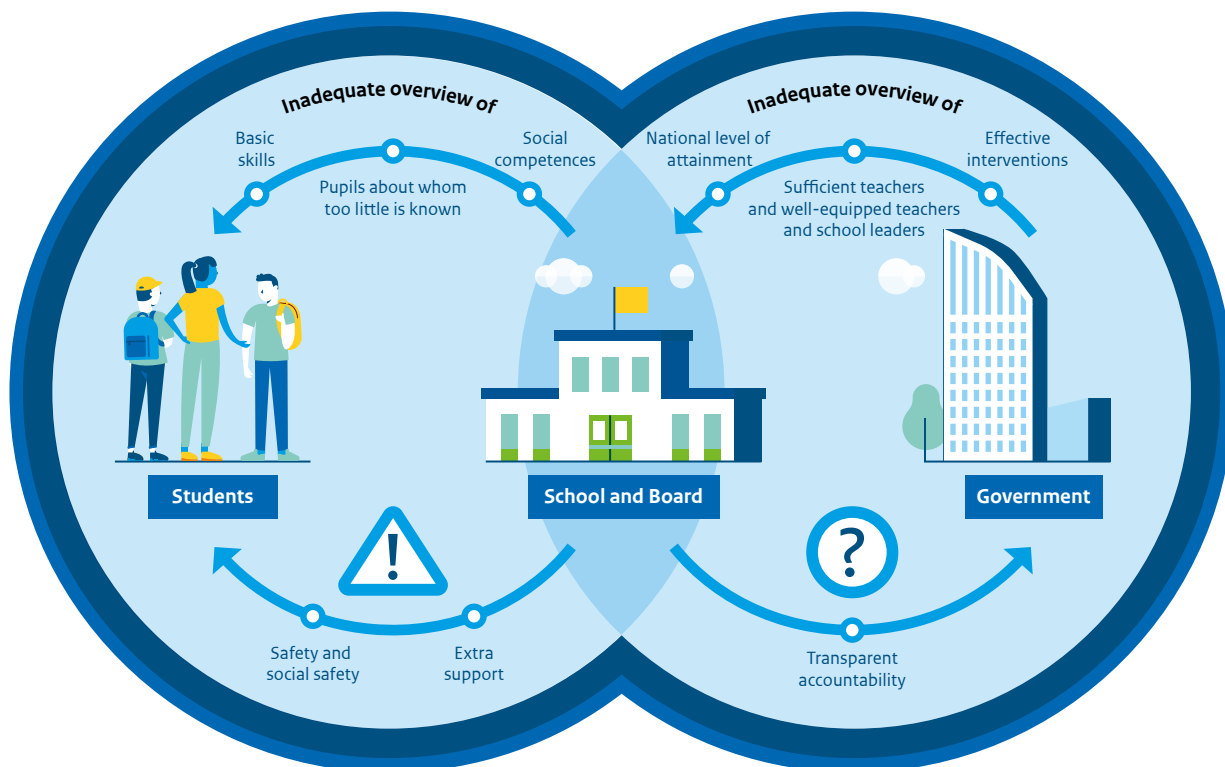 Inadequate overview of
Basic
skills
Social
competences
Pupils about whom
too little is known
Inadequate overview of
National level of
attainment
Effective
interventions
Sufficient teachers
and well-equipped teachers
and school leaders
Students
School and Board
Government
!
?
Safety and
social safety
Extra
support
Transparent
accountability